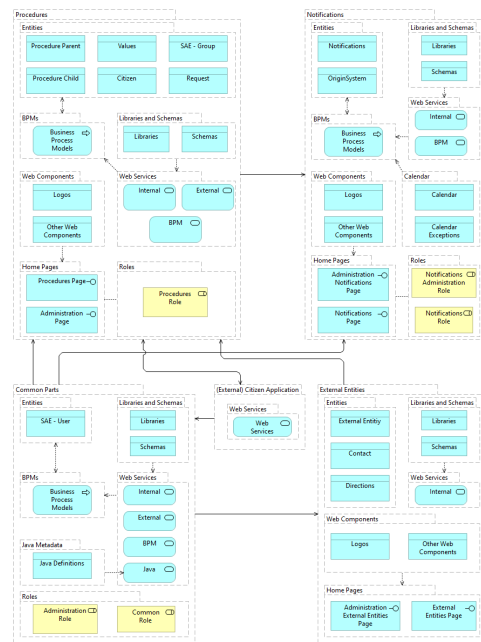 Procedures
Entities
Procedure Parent
Values
SAE - Group
Procedure Child
Citizen
Request
BPMs
Business
Process
Models
Libraries and Schemas
Libraries
Schemas
Web Components
Logos
Other Web
Components
Web Services
Internal
External
BPM
Home Pages
Procedures Page
Administration
Page
Roles
Procedures
Role
Notifications
Entities
Notifications
OriginSystem
Libraries and Schemas
Libraries
Schemas
Web Services
Internal
BPM
BPMs
Business
Process
Models
Web Components
Logos
Other Web
Components
Calendar
Calendar
Calendar
Exceptions
Home Pages
Administration
Notifications
Page
Notifications
Page
Roles
Notifications
Administration
Role
Notifications
Role
Common Parts
Entities
SAE - User
Libraries and Schemas
Libraries
Schemas
BPMs
Business
Process
Models
Web Services
Internal
External
BPM
Java
Java Metadata
Java Definitions
Roles
Administration
Role
Common
Role
(External) Citizen Application
Web Services
Web
Services
External Entities
Entities
External Entitiy
Contact
Directions
Libraries and Schemas
Libraries
Schemas
Web Services
Internal
Web Components
Logos
Other Web
Components
Home Pages
Administration
External Entities
Page
External
Entities Page